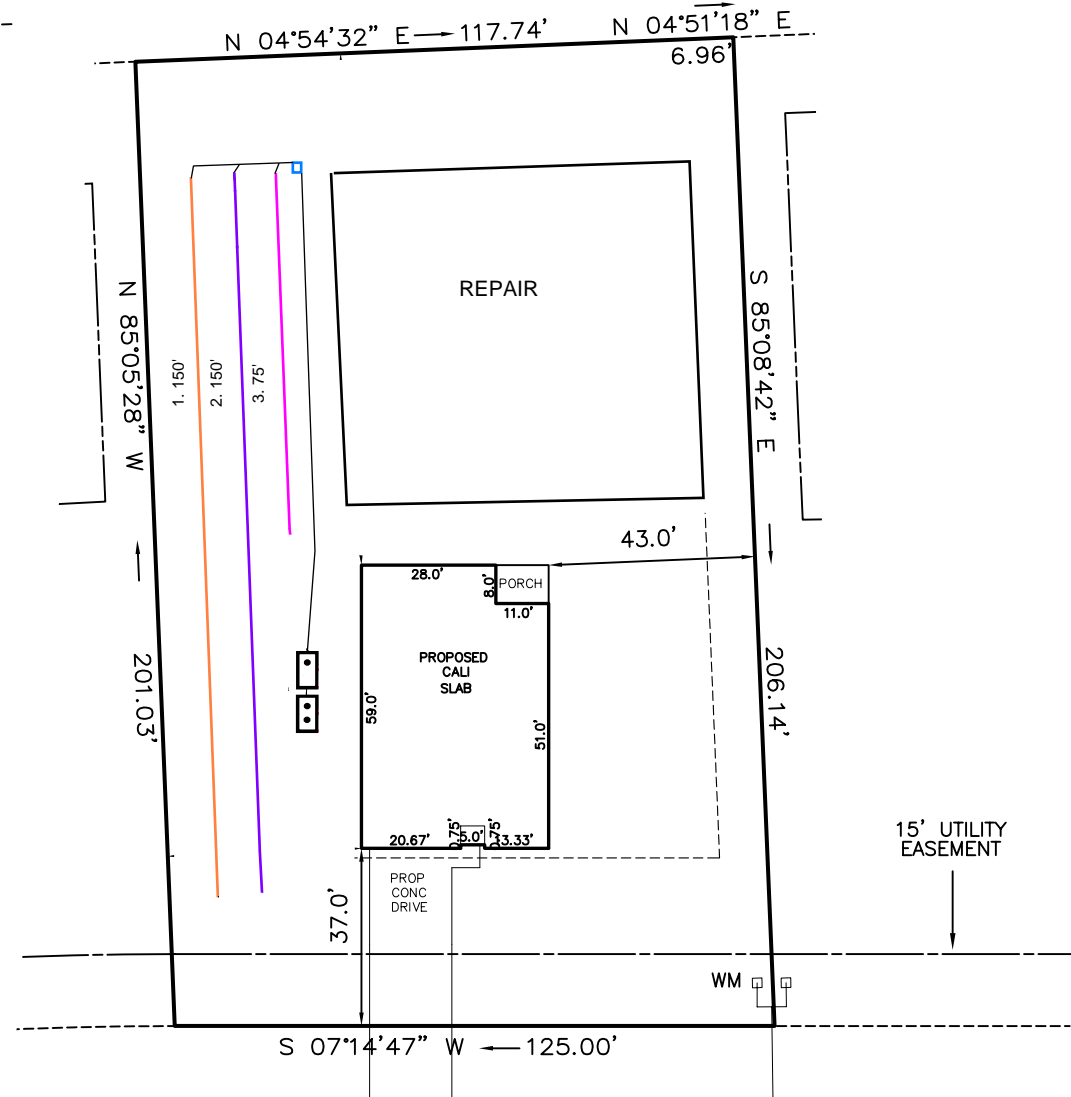 N 04°54'32" E 117.74'
N 04°51'18" E
6.96'
REPAIR
N 85°05'28" W
201.03'
1. 150'
2. 150'
3. 75'
S 85°08'42" E
206.14'
43.0'
28.0'
8.0'
PORCH
11.0'
PROPOSED
CALI
SLAB
59.0'
51.0'
20.67'
0.75'
5.0'
0.75'
13.33'
PROP
CONC
DRIVE
37.0'
15' UTILITY
EASEMENT
WM
S 07°14'47" W 125.00'